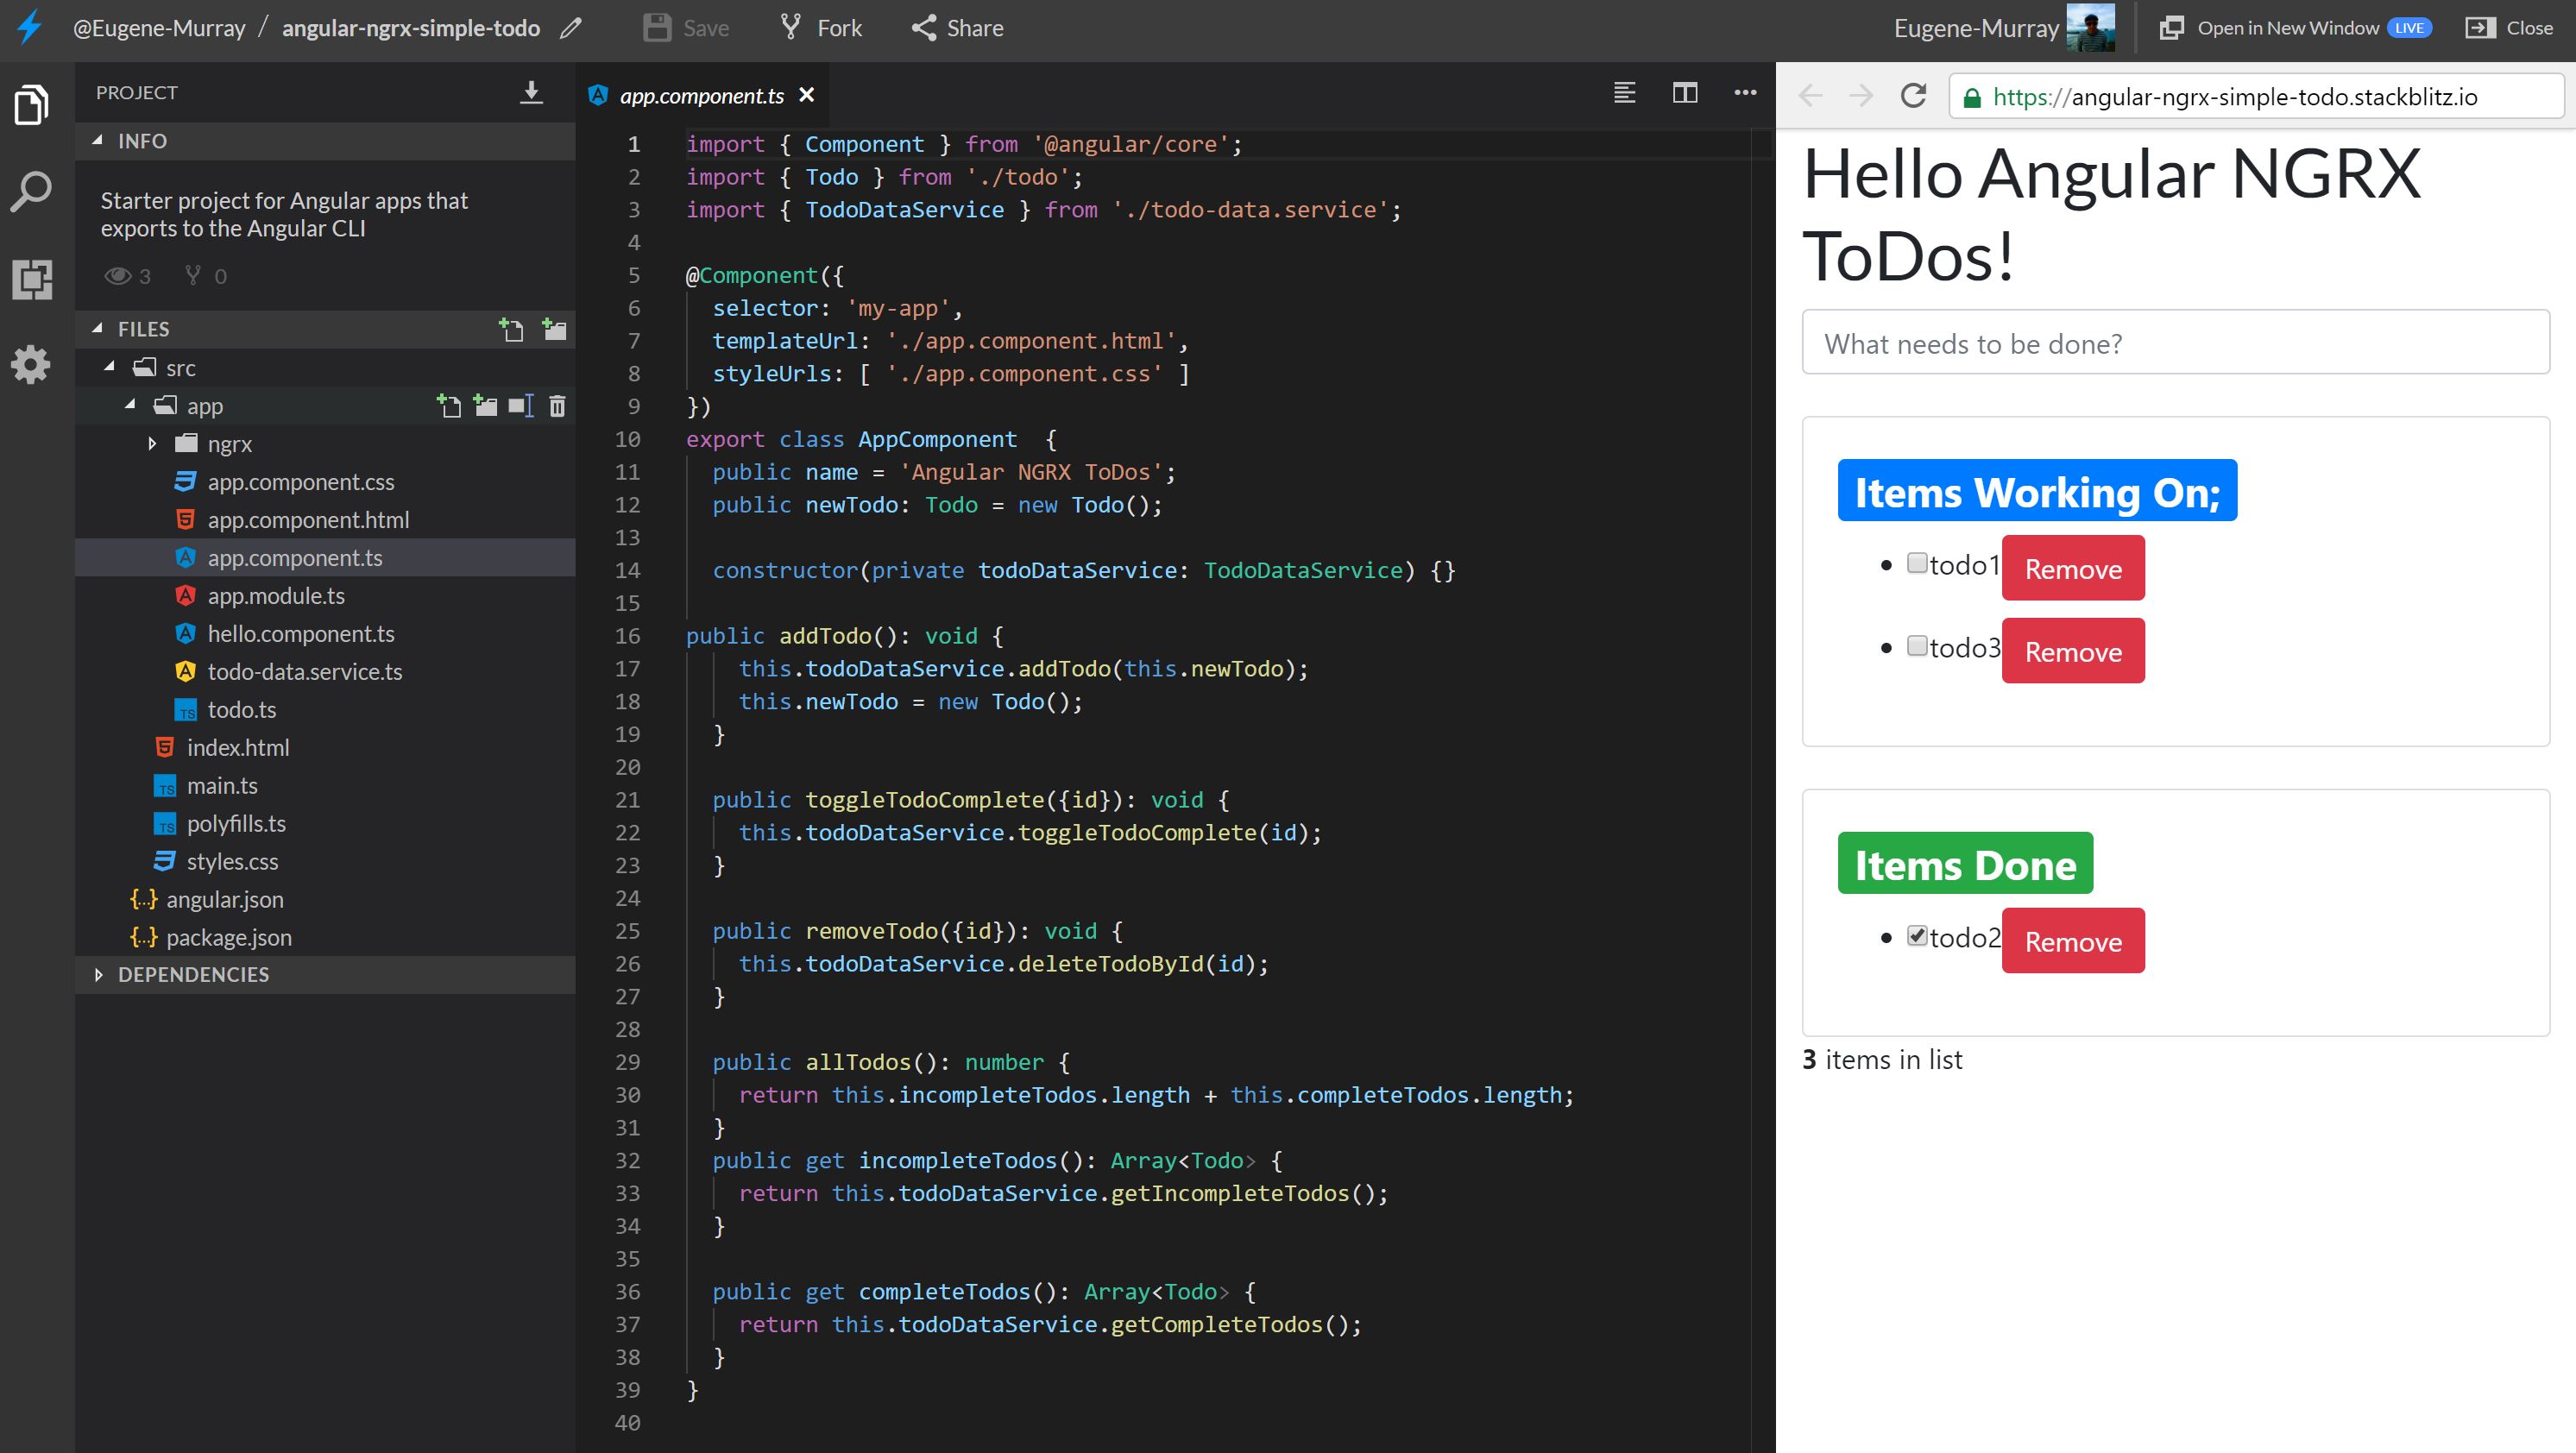 @Eugene-Murray / angular-ngrx-simple-todo
Save
Fork
Share
Eugene-Murray
Open in New Window LIVE
Close
PROJECT
INFO
Starter project for Angular apps that
exports to the Angular CLI
3 0
FILES
src
app
ngrx
app.component.css
app.component.html
app.component.ts
app.module.ts
hello.component.ts
todo-data.service.ts
TS todo.ts
index.html
TS main.ts
TS polyfills.ts
styles.css
{...} angular.json
{...} package.json
DEPENDENCIES
app.component.ts
1 import { Component } from '@angular/core';
2 import { Todo } from './todo';
3 import { TodoDataService } from './todo-data.service';
4
5 @Component({
6   selector: 'my-app',
7   templateUrl: './app.component.html',
8   styleUrls: [ './app.component.css' ]
9 })
10 export class AppComponent  {
11   public name = 'Angular NGRX ToDos';
12   public newTodo: Todo = new Todo();
13
14   constructor(private todoDataService: TodoDataService) {}
15
16 public addTodo(): void {
17     this.todoDataService.addTodo(this.newTodo);
18     this.newTodo = new Todo();
19   }
20
21   public toggleTodoComplete({id}): void {
22     this.todoDataService.toggleTodoComplete(id);
23   }
24
25   public removeTodo({id}): void {
26     this.todoDataService.deleteTodoById(id);
27   }
28
29   public allTodos(): number {
30     return this.incompleteTodos.length + this.completeTodos.length;
31   }
32   public get incompleteTodos(): Array<Todo> {
33     return this.todoDataService.getIncompleteTodos();
34   }
35
36   public get completeTodos(): Array<Todo> {
37     return this.todoDataService.getCompleteTodos();
38   }
39 }
40
https://angular-ngrx-simple-todo.stackblitz.io
Hello Angular NGRX
ToDos!
What needs to be done?
Items Working On;
todo1 Remove
todo3 Remove
Items Done
todo2 Remove
3 items in list